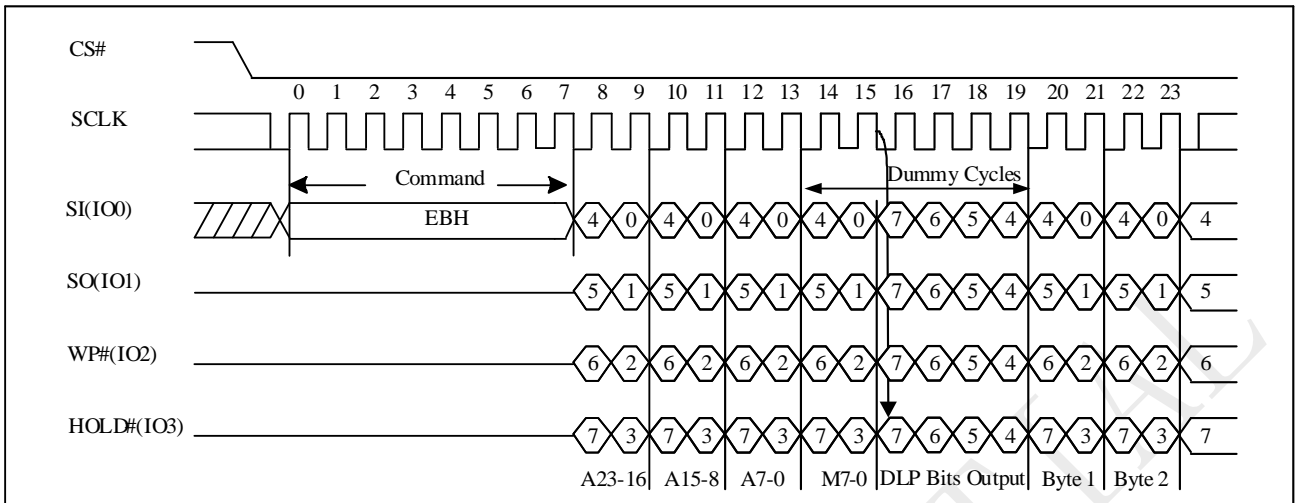 CS#
0 1 2 3 4 5 6 7 8 9 10 11 12 13 14 15 16 17 18 19 20 21 22 23
SCLK
Command
Dummy Cycles
SI(IO0)
EBH
4 0 4 0 4 0 4 0 7 6 5 4 4 0 4 0 4
SO(IO1)
5 1 5 1 5 1 5 1 7 6 5 4 5 1 5 1 5
WP#(IO2)
6 2 6 2 6 2 6 2 7 6 5 4 6 2 6 2 6
HOLD#(IO3)
7 3 7 3 7 3 7 3 7 6 5 4 7 3 7 3 7
A23-16 A15-8 A7-0 M7-0 DLP Bits Output Byte 1 Byte 2
TIAL